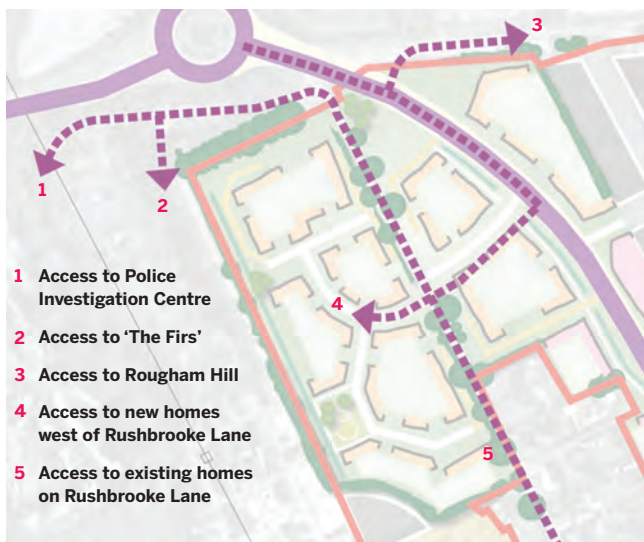 3
1
2
4
5
1 Access to Police
Investigation Centre
2 Access to ‘The Firs’
3 Access to Rougham Hill
4 Access to new homes
west of Rushbrooke Lane
5 Access to existing homes
on Rushbrooke Lane